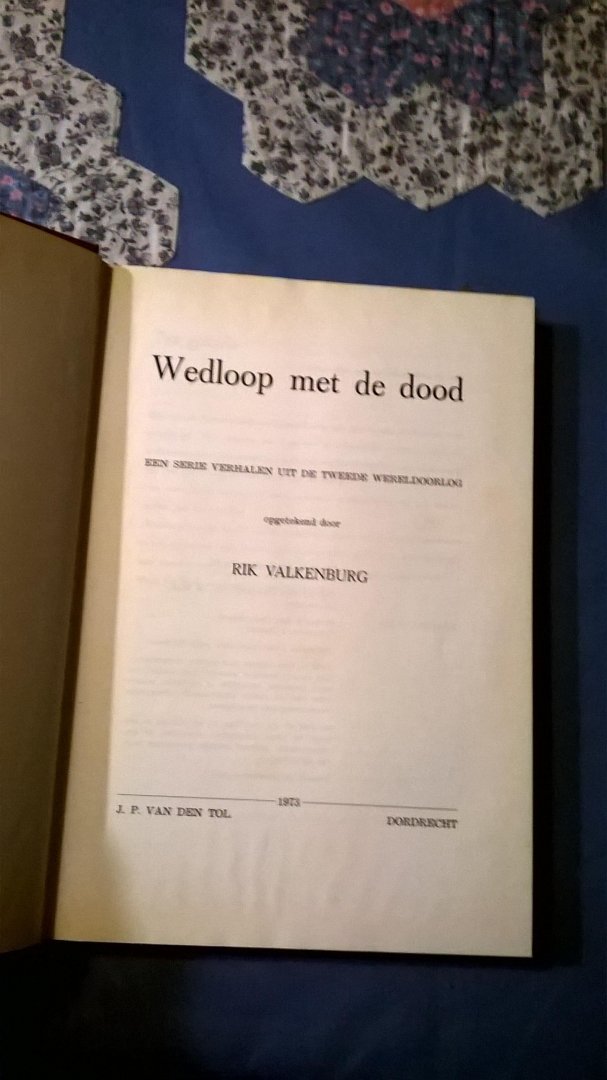 Wedloop met de dood
EEN SERIE VERHALEN UIT DE TWEEDE WERELDOORLOG
opgetekend door
RIK VALKENBURG
1973
J. P. VAN DEN TOL
DORDRECHT